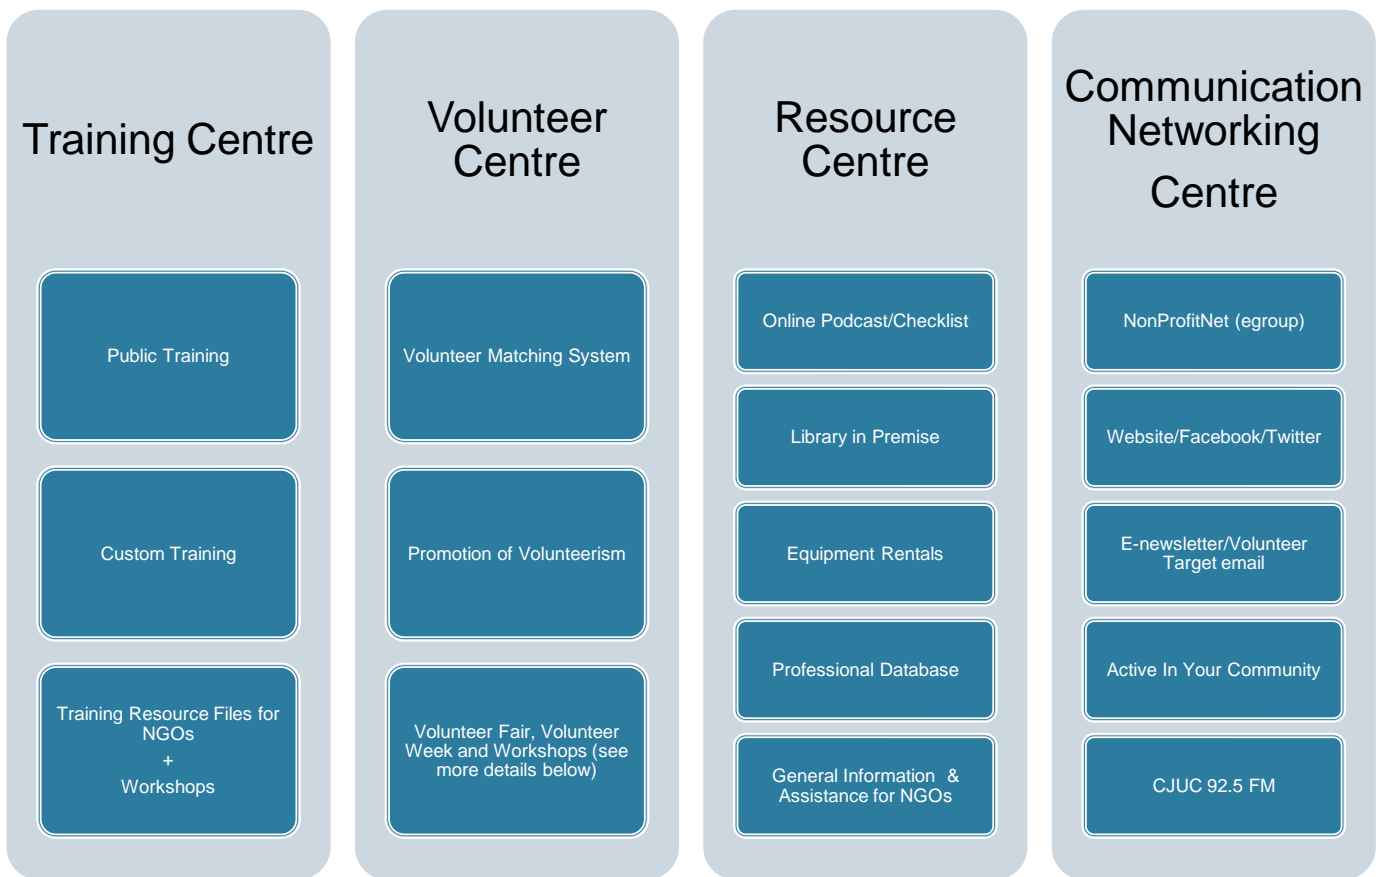 Training Centre
Public Training
Custom Training
Training Resource Files for
NGOs
+
Workshops
Volunteer
Centre
Volunteer Matching System
Promotion of Volunteerism
Volunteer Fair, Volunteer
Week and Workshops (see
more details below)
Resource
Centre
Online Podcast/Checklist
Library in Premise
Equipment Rentals
Professional Database
General Information &
Assistance for NGOs
Communication
Networking
Centre
NonProfitNet (egroup)
Website/Facebook/Twitter
E-newsletter/Volunteer
Target email
Active In Your Community
CJUC 92.5 FM